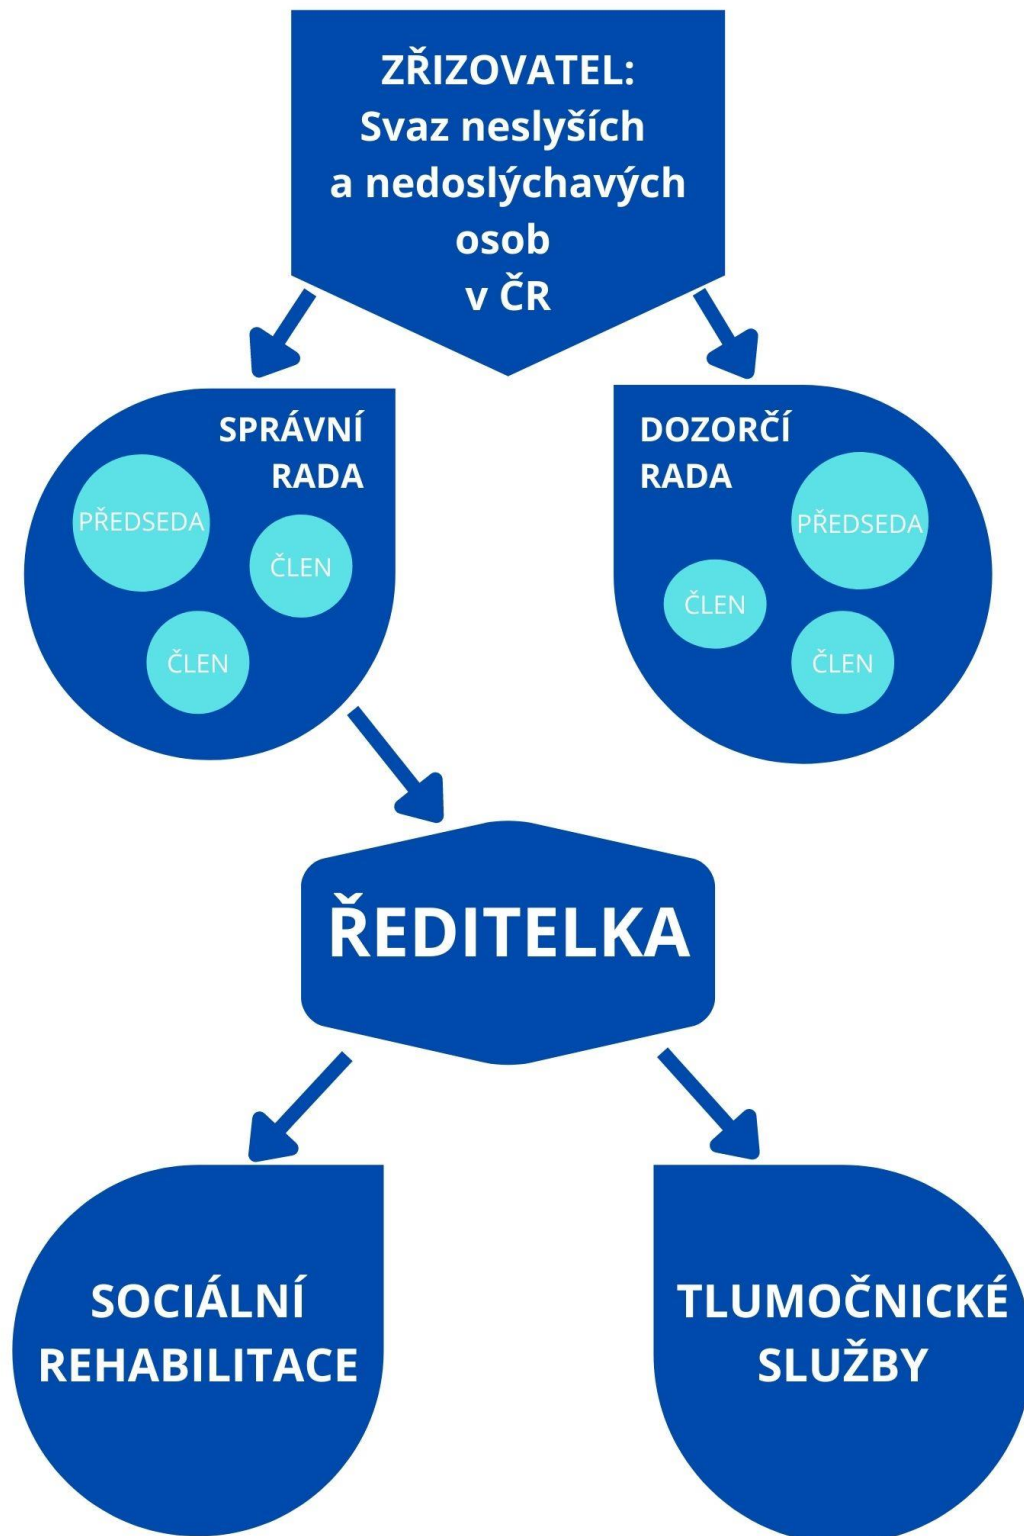 ZŘIZOVATEL:
Svaz neslyších
a nedoslýchavých
osob
v ČR
SPRÁVNÍ
RADA
PŘEDSEDA
ČLEN
ČLEN
DOZORČÍ
RADA
PŘEDSEDA
ČLEN
ČLEN
ŘEDITELKA
SOCIÁLNÍ
REHABILITACE
TLUMOČNICKÉ
SLUŽBY